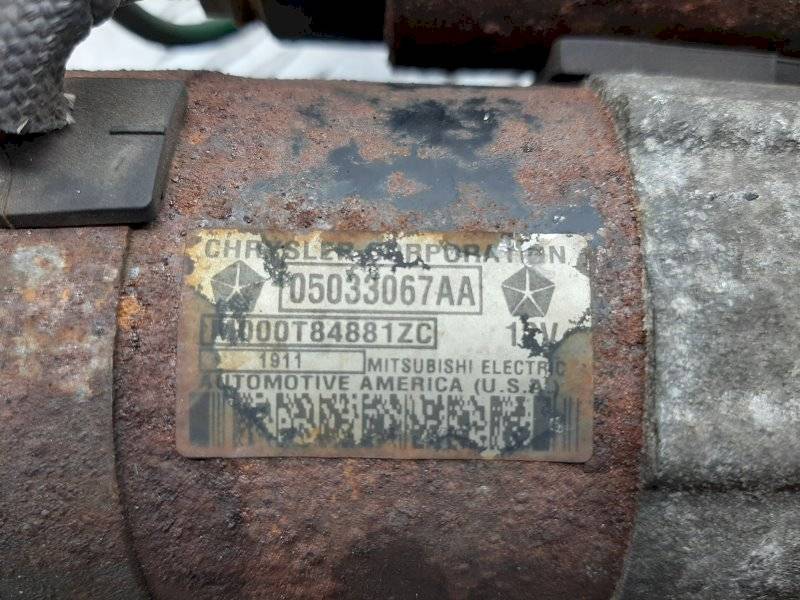 CHRYSLER CORPORATION
05033067AA
M000T84881ZC 12V
1911 MITSUBISHI ELECTRIC
AUTOMOTIVE AMERICA (U.S.A.)